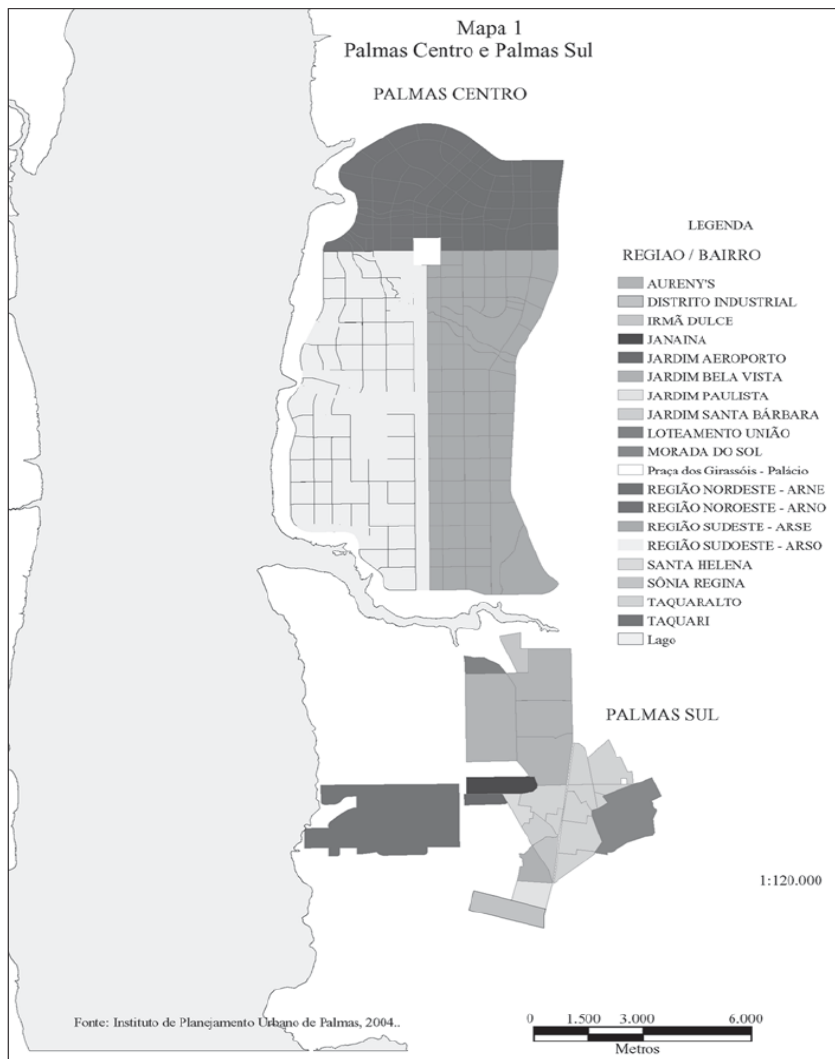 Mapa 1
Palmas Centro e Palmas Sul
PALMAS CENTRO
LEGENDA
REGIAO / BAIRRO
AURENY'S
DISTRITO INDUSTRIAL
IRMÃ DULCE
JANAINA
JARDIM AEROPORTO
JARDIM BELA VISTA
JARDIM PAULISTA
JARDIM SANTA BÁRBARA
LOTEAMENTO UNIÃO
MORADA DO SOL
Praça dos Girassóis - Palácio
REGIÃO NORDESTE - ARNE
REGIÃO NOROESTE - ARNO
REGIÃO SUDESTE - ARSE
REGIÃO SUDOESTE - ARSO
SANTA HELENA
SÔNIA REGINA
TAQUARALTO
TAQUARI
Lago
PALMAS SUL
1:120.000
Fonte: Instituto de Planejamento Urbano de Palmas, 2004..
0 1.500 3.000 6.000
Metros